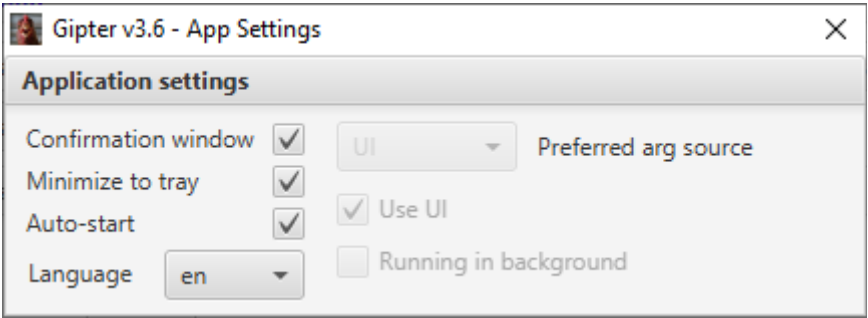 Gipter v3.6 - App Settings
Application settings
Confirmation window
Minimize to tray
Auto-start
Language en
UI Preferred arg source
Use UI
Running in background